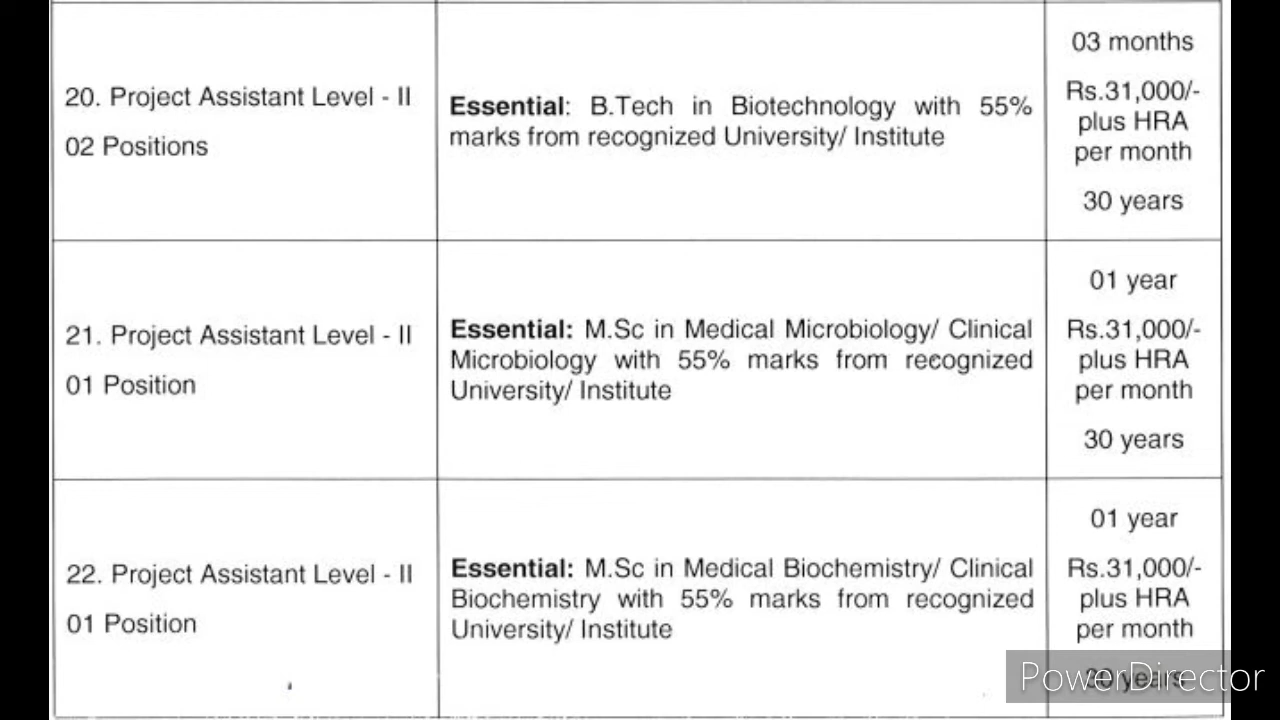 20. Project Assistant Level - II
02 Positions
Essential: B.Tech in Biotechnology with 55%
marks from recognized University/ Institute
03 months
Rs.31,000/-
plus HRA
per month
30 years
21. Project Assistant Level - II
01 Position
Essential: M.Sc in Medical Microbiology/ Clinical
Microbiology with 55% marks from recognized
University/ Institute
01 year
Rs.31,000/-
plus HRA
per month
30 years
22. Project Assistant Level - II
01 Position
Essential: M.Sc in Medical Biochemistry/ Clinical
Biochemistry with 55% marks from recognized
University/ Institute
01 year
Rs.31,000/-
plus HRA
per month
30 years
PowerDirector